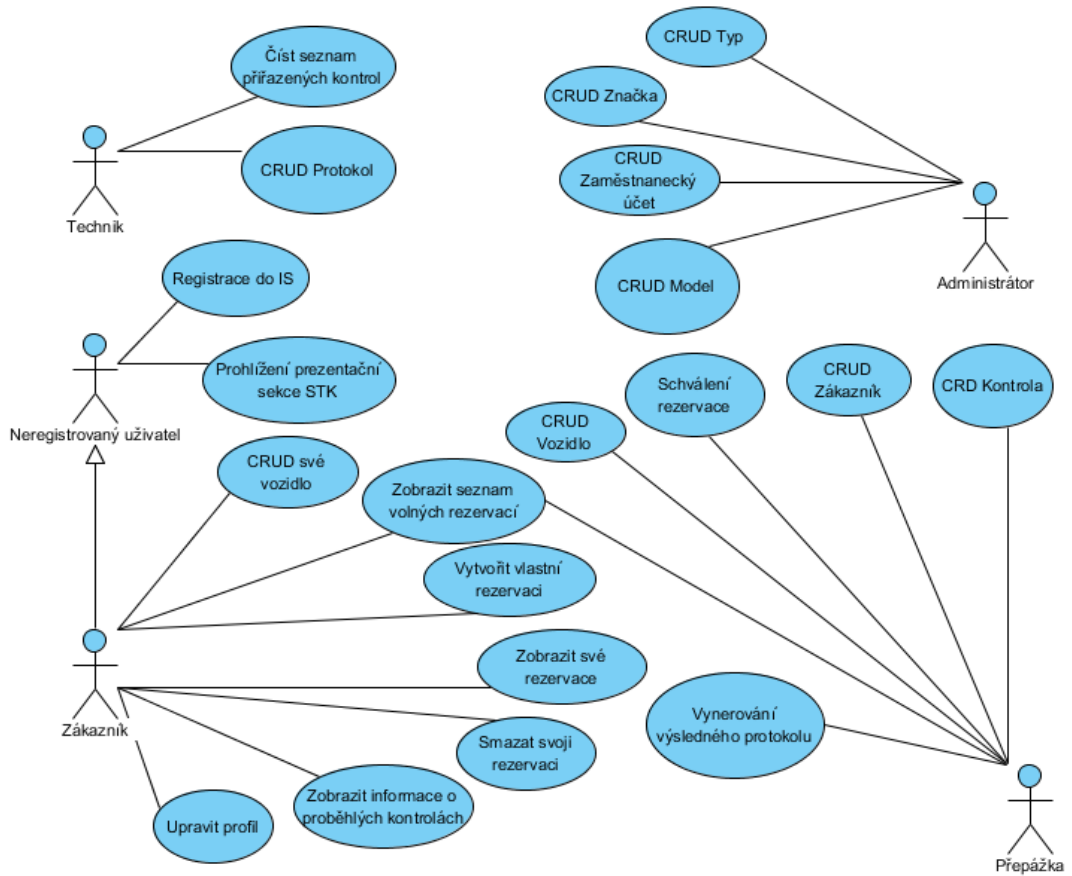 Číst seznam
přiřazených kontrol
CRUD Protokol
Technik
CRUD Typ
CRUD Značka
CRUD
Zaměstnanecký
účet
CRUD Model
Administrátor
Registrace do IS
Prohlížení prezentační
sekce STK
Neregistrovaný uživatel
Schválení
rezervace
CRUD
Zákazník
CRD Kontrola
CRUD
Vozidlo
CRUD své
vozidlo
Zobrazit seznam
volných rezervací
Vytvořit vlastní
rezervaci
Zobrazit své
rezervace
Zákazník
Smazat svoji
rezervaci
Vynerování
výsledného protokolu
Zobrazit informace o
proběhlých kontrolách
Upravit profil
Přepážka